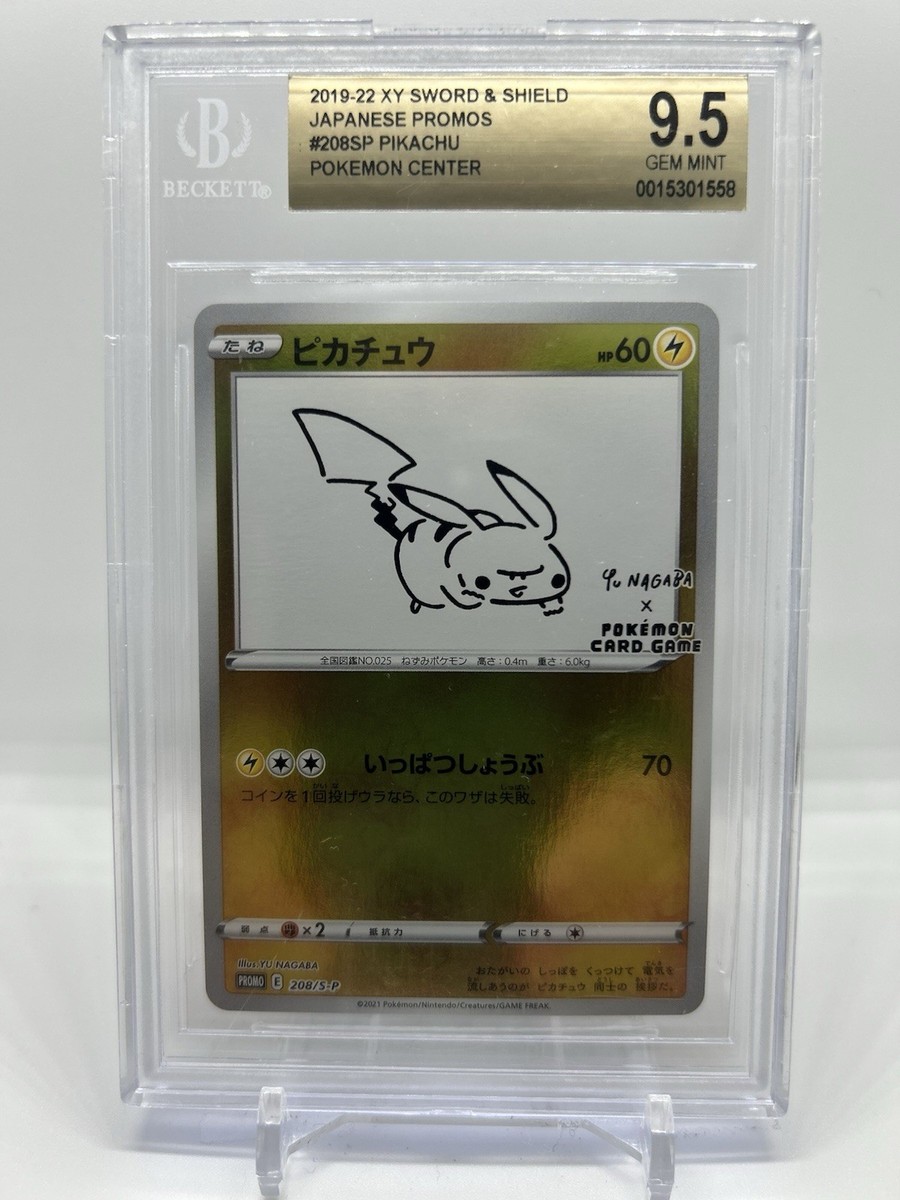 B
BECKETT®
2019-22 XY SWORD & SHIELD
JAPANESE PROMOS
#208SP PIKACHU
POKEMON CENTER
9.5
GEM MINT
0015301558
たね ピカチュウ HP60
YU NAGABA
×
POKÉMON
CARD GAME
全国図鑑NO.025 ねずみポケモン 高さ:0.4m 重さ:6.0kg
いっぱつしょうぶ 70
コインを1回投げウラなら、このワザは失敗。
弱点 ×2 抵抗力 にげる
Illus.YU NAGABA
PROMO E 208/S-P
おたがいの しっぽを くっつけて 電気を
流しあうのが ピカチュウ 同士の 挨拶だ。
©2021 Pokémon/Nintendo/Creatures/GAME FREAK.